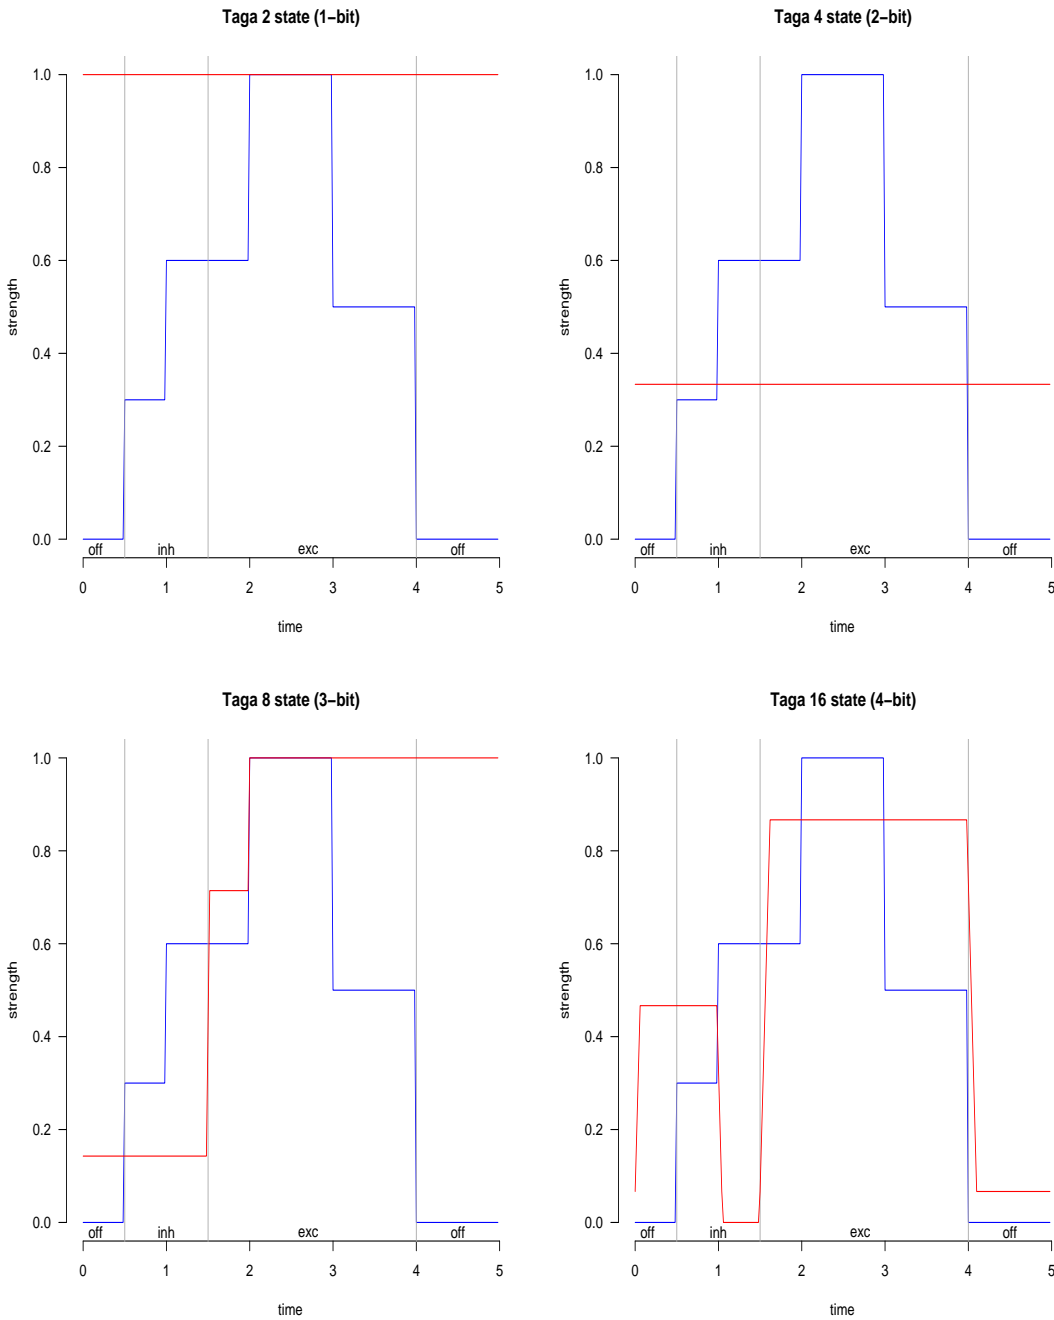 Taga 2 state (1−bit)
1.0
0.8
0.6
0.4
0.2
0.0
strength
off inh exc off
0 1 2 3 4 5
time
Taga 4 state (2−bit)
1.0
0.8
0.6
0.4
0.2
0.0
strength
off inh exc off
0 1 2 3 4 5
time
Taga 8 state (3−bit)
1.0
0.8
0.6
0.4
0.2
0.0
strength
off inh exc off
0 1 2 3 4 5
time
Taga 16 state (4−bit)
1.0
0.8
0.6
0.4
0.2
0.0
strength
off inh exc off
0 1 2 3 4 5
time